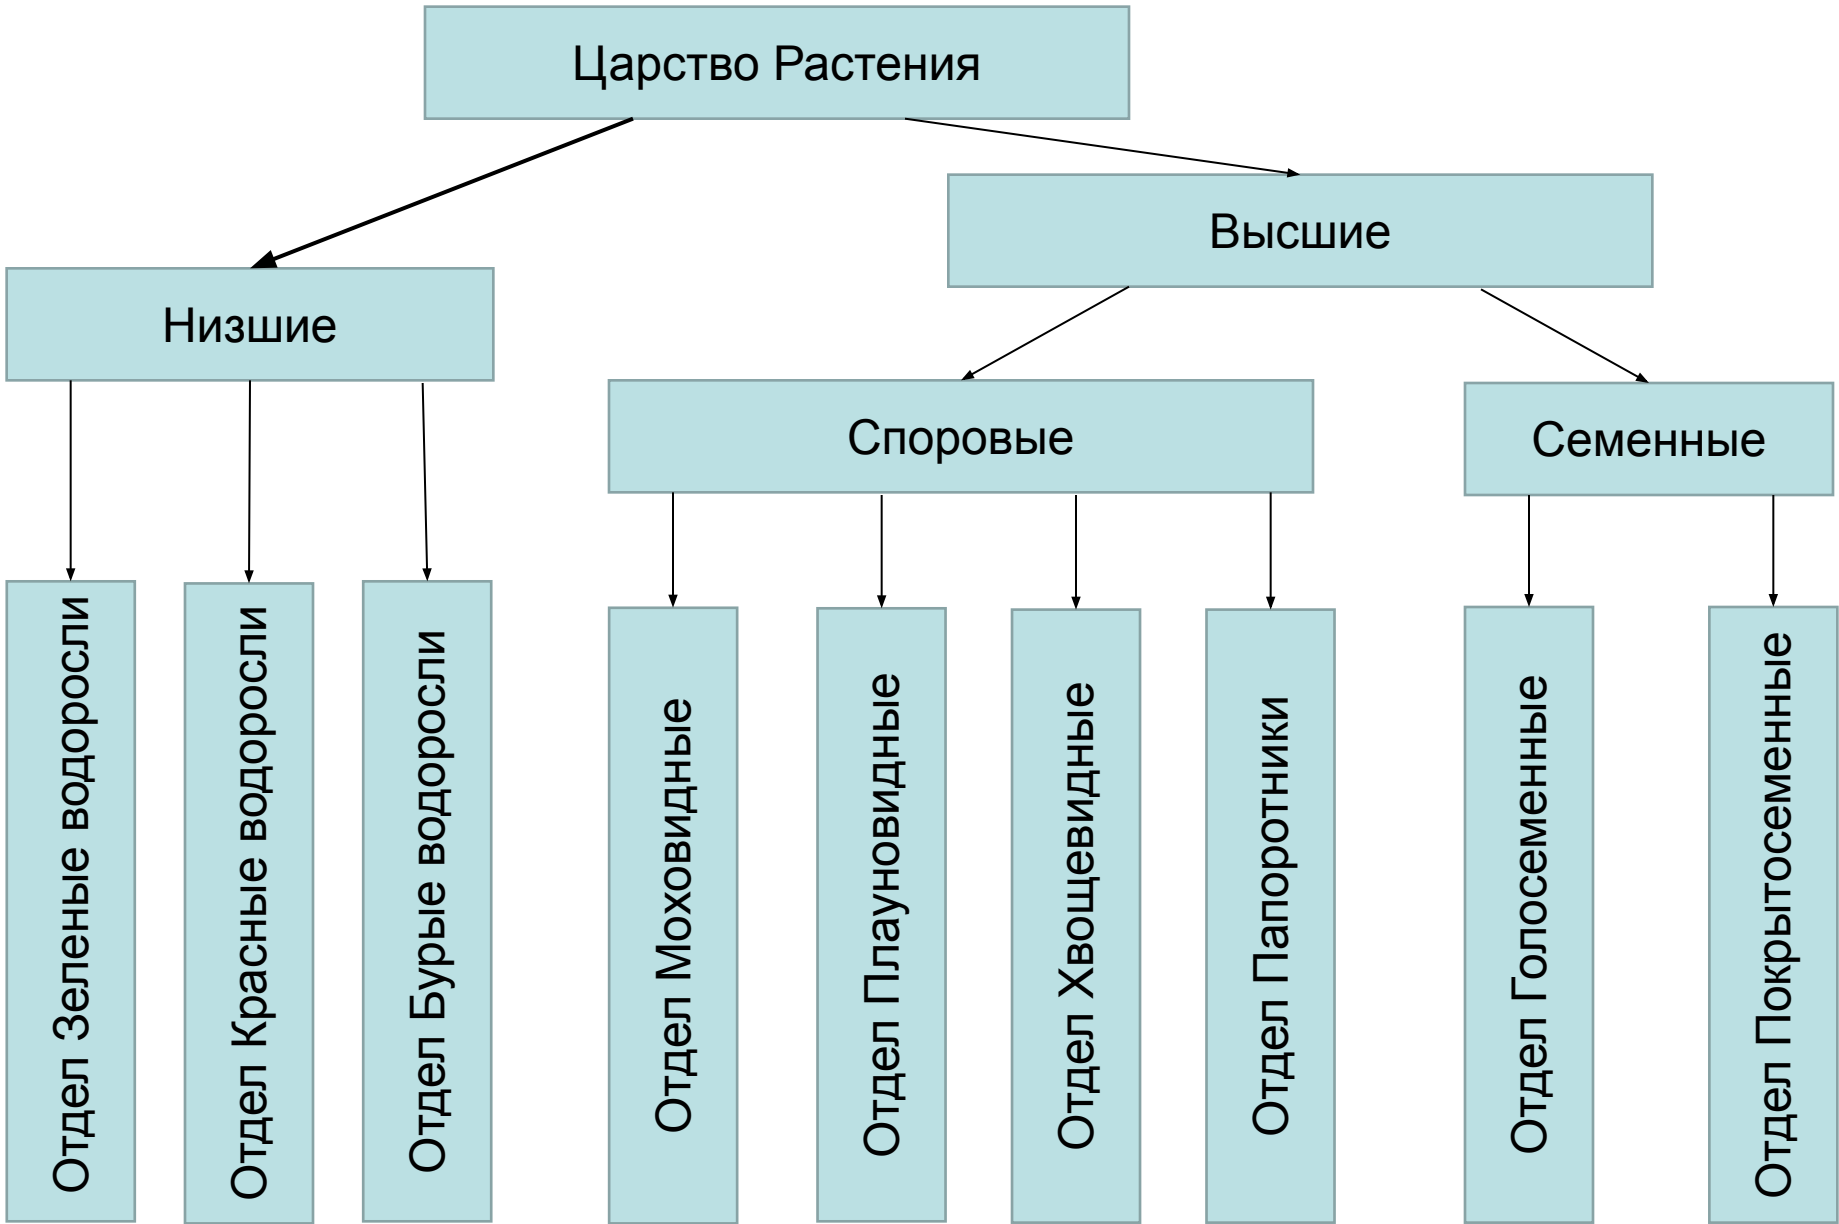 Царство Растения
Высшие
Низшие
Споровые
Семенные
Отдел Зеленые водоросли
Отдел Красные водоросли
Отдел Бурые водоросли
Отдел Моховидные
Отдел Плауновидные
Отдел Хвощевидные
Отдел Папоротники
Отдел Голосеменные
Отдел Покрытосеменные